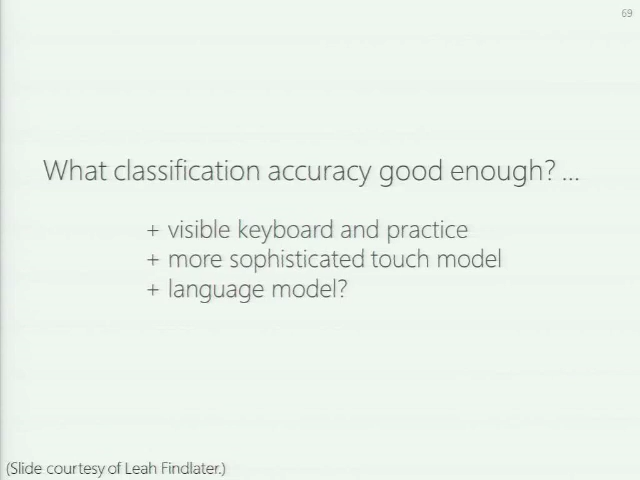 69
What classification accuracy good enough? ...
+ visible keyboard and practice
+ more sophisticated touch model
+ language model?
(Slide courtesy of Leah Findlater.)